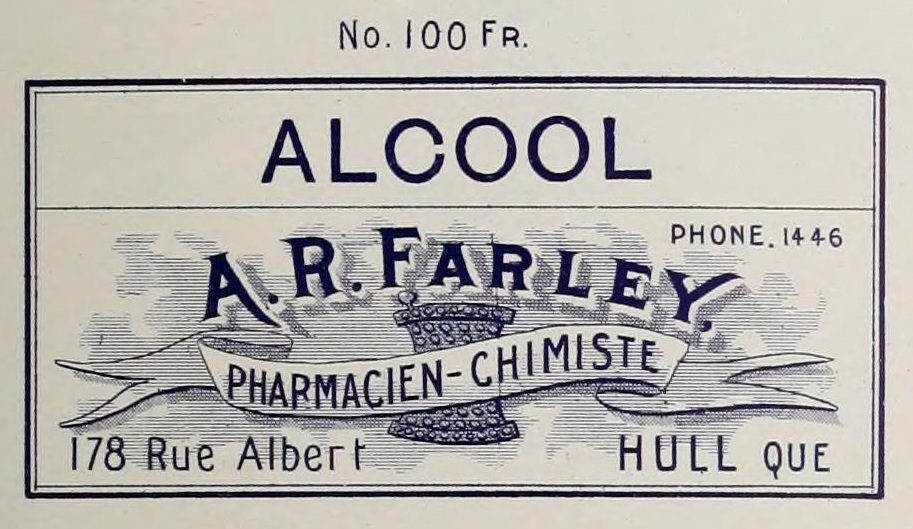 No. 100 FR.
ALCOOL
PHONE. 1446
A. R. FARLEY.
PHARMACIEN-CHIMISTE
178 Rue Albert HULL QUE